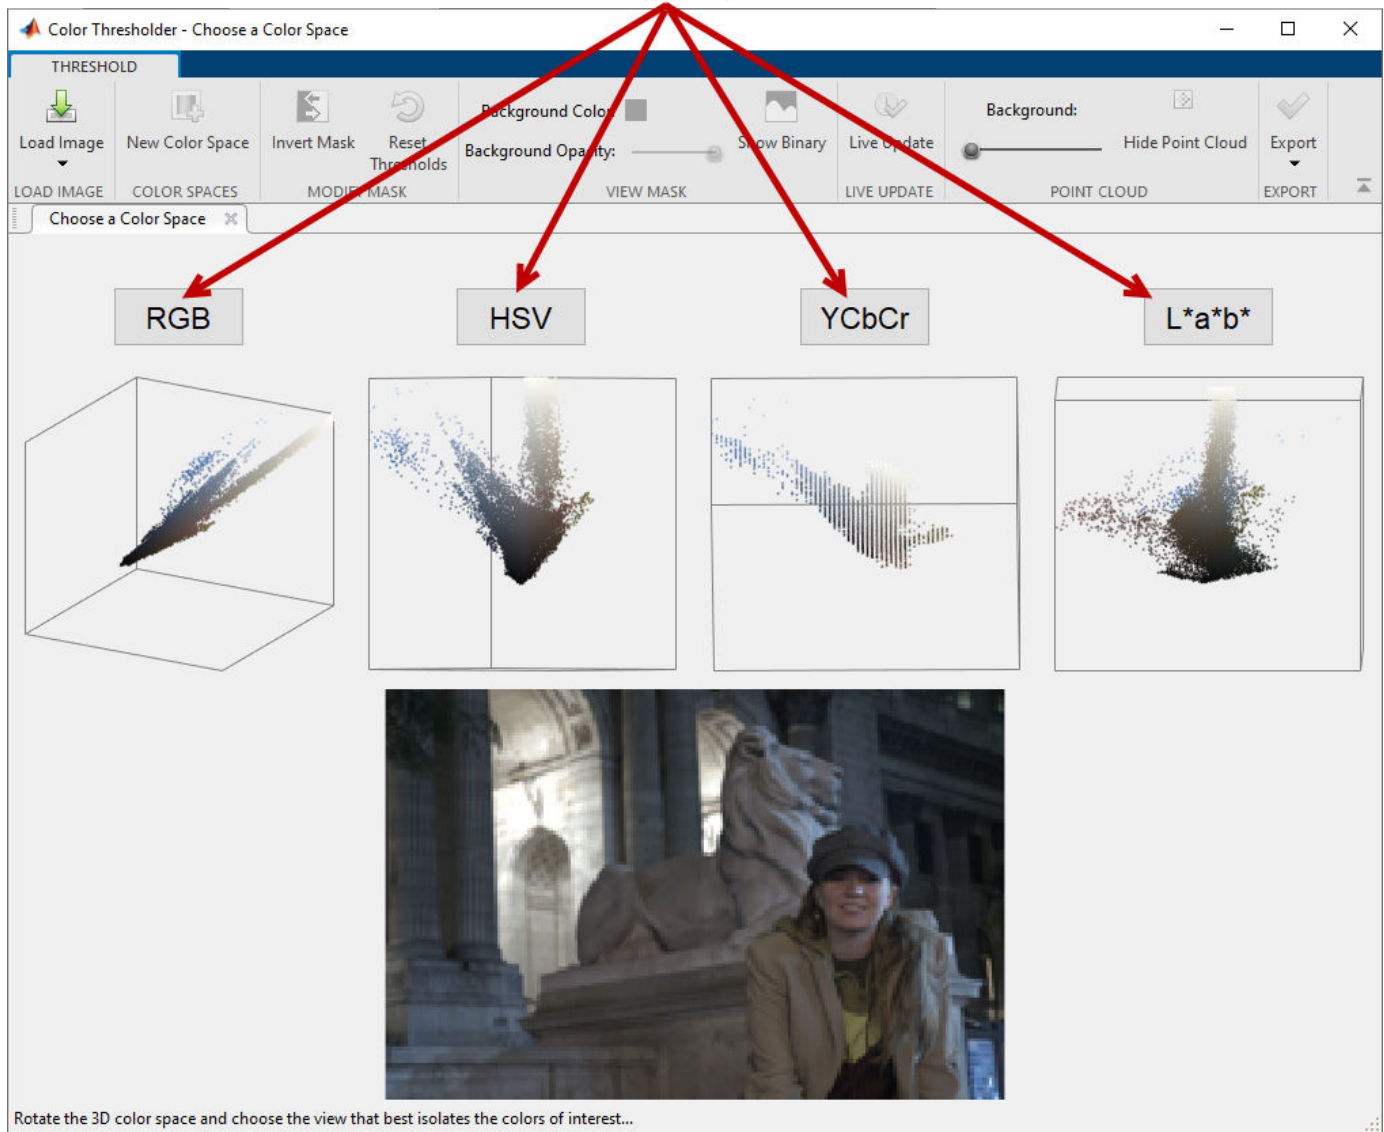 Color Thresholder - Choose a Color Space
THRESHOLD
Load Image
New Color Space
Invert Mask
Reset Thresholds
Background Color:
Background Opacity:
Show Binary
Live Update
Background:
Hide Point Cloud
Export
LOAD IMAGE
COLOR SPACES
MODIFY MASK
VIEW MASK
LIVE UPDATE
POINT CLOUD
EXPORT
Choose a Color Space
RGB
HSV
YCbCr
L*a*b*
Rotate the 3D color space and choose the view that best isolates the colors of interest...